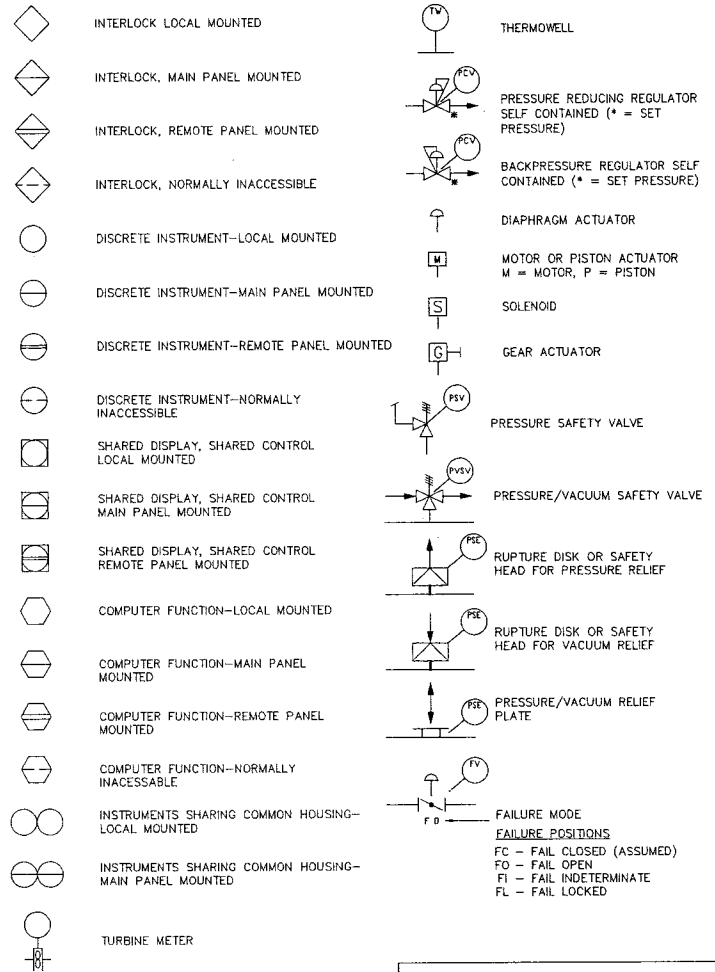 INTERLOCK LOCAL MOUNTED
INTERLOCK, MAIN PANEL MOUNTED
INTERLOCK, REMOTE PANEL MOUNTED
INTERLOCK, NORMALLY INACCESSIBLE
DISCRETE INSTRUMENT-LOCAL MOUNTED
DISCRETE INSTRUMENT-MAIN PANEL MOUNTED
DISCRETE INSTRUMENT-REMOTE PANEL MOUNTED
DISCRETE INSTRUMENT-NORMALLY
INACCESSIBLE
SHARED DISPLAY, SHARED CONTROL
LOCAL MOUNTED
SHARED DISPLAY, SHARED CONTROL
MAIN PANEL MOUNTED
SHARED DISPLAY, SHARED CONTROL
REMOTE PANEL MOUNTED
COMPUTER FUNCTION-LOCAL MOUNTED
COMPUTER FUNCTION-MAIN PANEL
MOUNTED
COMPUTER FUNCTION-REMOTE PANEL
MOUNTED
COMPUTER FUNCTION-NORMALLY
INACESSABLE
INSTRUMENTS SHARING COMMON HOUSING-
LOCAL MOUNTED
INSTRUMENTS SHARING COMMON HOUSING-
MAIN PANEL MOUNTED
TURBINE METER
TW
THERMOWELL
PCV
*
PRESSURE REDUCING REGULATOR
SELF CONTAINED (* = SET
PRESSURE)
PCV
*
BACKPRESSURE REGULATOR SELF
CONTAINED (* = SET PRESSURE)
DIAPHRAGM ACTUATOR
M
MOTOR OR PISTON ACTUATOR
M = MOTOR, P = PISTON
S
SOLENOID
G
GEAR ACTUATOR
PSV
PRESSURE SAFETY VALVE
PVSV
PRESSURE/VACUUM SAFETY VALVE
PSE
RUPTURE DISK OR SAFETY
HEAD FOR PRESSURE RELIEF
PSE
RUPTURE DISK OR SAFETY
HEAD FOR VACUUM RELIEF
PSE
PRESSURE/VACUUM RELIEF
PLATE
FV
F O
FAILURE MODE
FAILURE POSITIONS
FC - FAIL CLOSED (ASSUMED)
FO - FAIL OPEN
FI - FAIL INDETERMINATE
FL - FAIL LOCKED